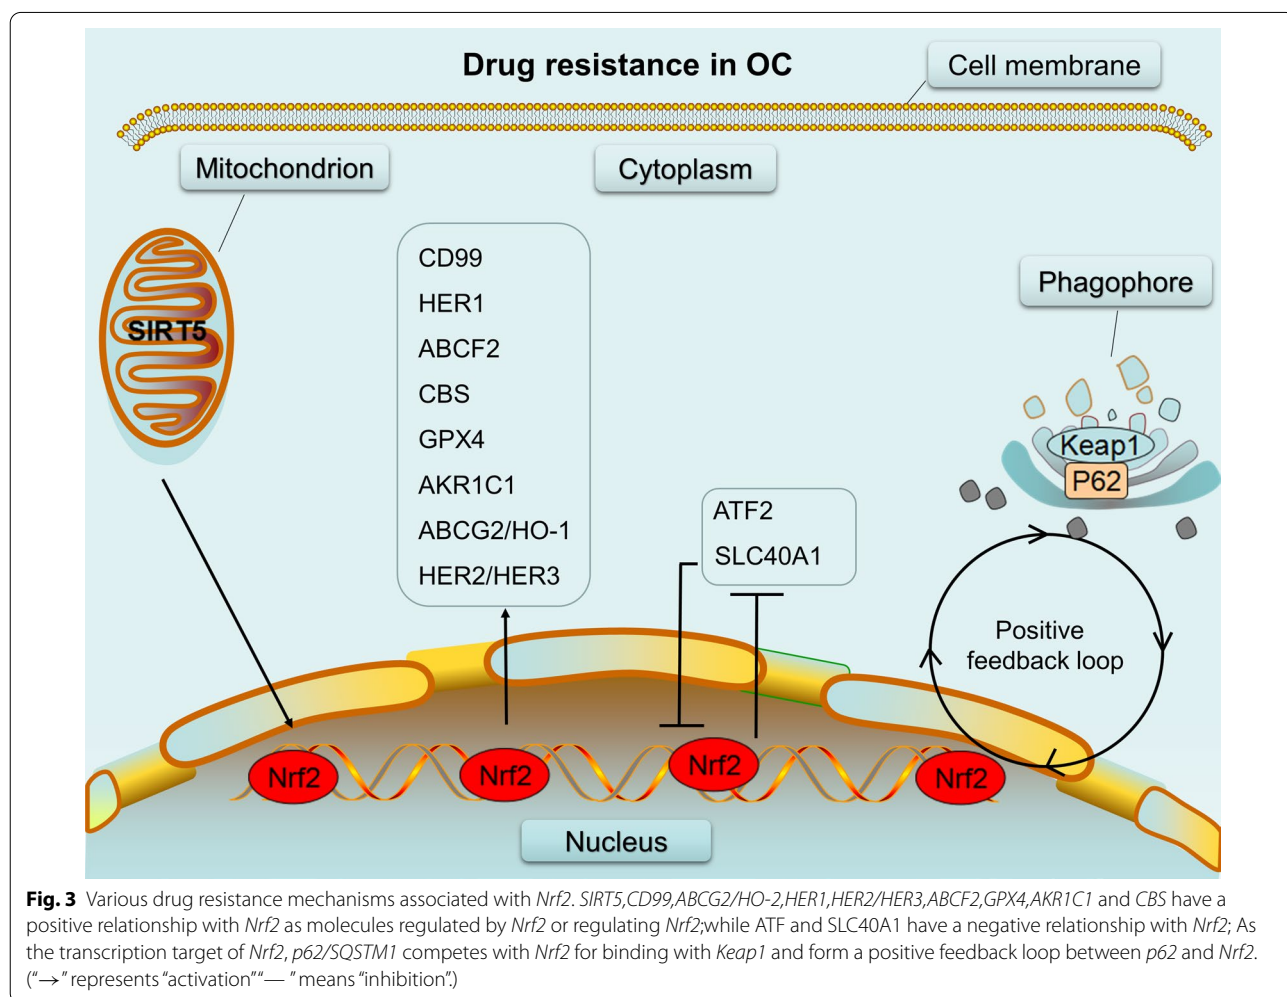 Drug resistance in OC
Cell membrane
Mitochondrion
Cytoplasm
CD99
HER1
ABCF2
CBS
GPX4
AKR1C1
ABCG2/HO-1
HER2/HER3
SIRT5
Phagophore
Keap1
P62
ATF2
SLC40A1
Positive
feedback loop
Nrf2
Nrf2
Nrf2
Nrf2
Nucleus
Fig. 3 Various drug resistance mechanisms associated with Nrf2. SIRT5,CD99,ABCG2/HO-2,HER1,HER2/HER3,ABCF2,GPX4,AKR1C1 and CBS have a
positive relationship with Nrf2 as molecules regulated by Nrf2 or regulating Nrf2;while ATF and SLC40A1 have a negative relationship with Nrf2; As
the transcription target of Nrf2, p62/SQSTM1 competes with Nrf2 for binding with Keap1 and form a positive feedback loop between p62 and Nrf2.
(“→” represents “activation”“— ” means “inhibition”.)